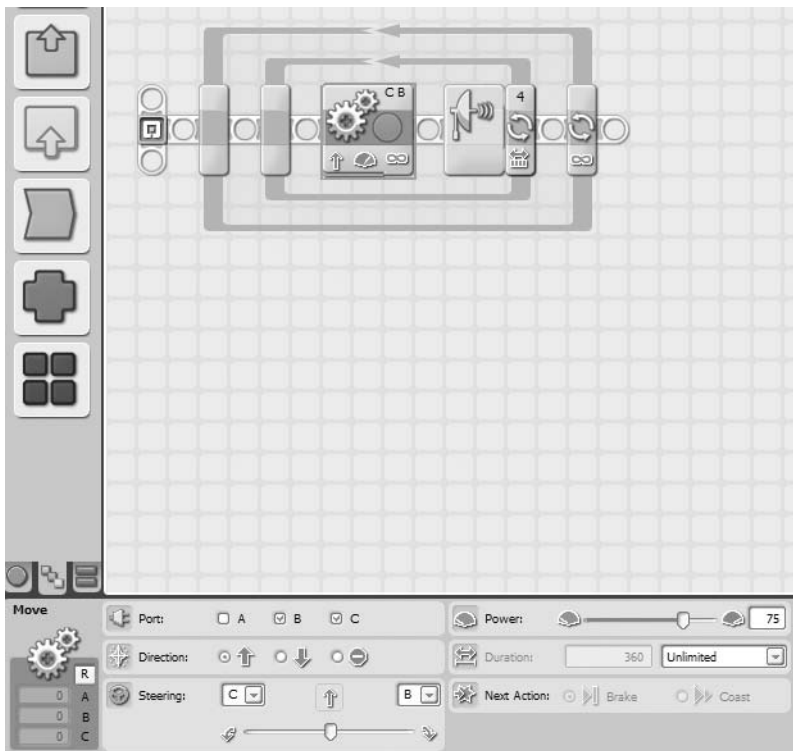 C B
4
Move
R
0 A
0 B
0 C
Port:
A
B
C
Direction:
Steering:
C
B
Power:
75
Duration:
360
Unlimited
Next Action:
Brake
Coast